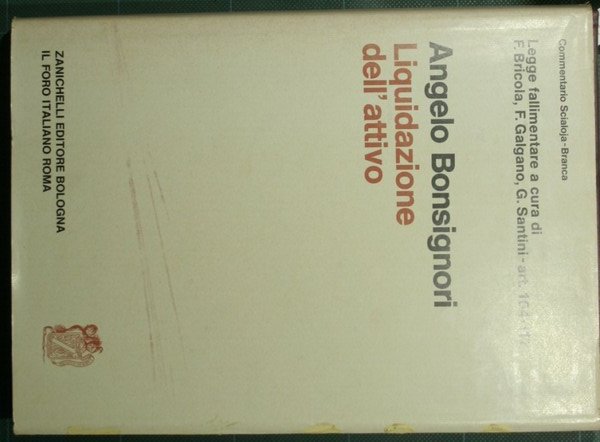 Commentario Scialoja-Branca
Legge fallimentare a cura di
F. Bricola, F. Galgano, G. Santini - art.
Angelo Bonsignori
Liquidazione
dell'attivo
ZANICHELLI EDITORE BOLOGNA
IL FORO ITALIANO ROMA